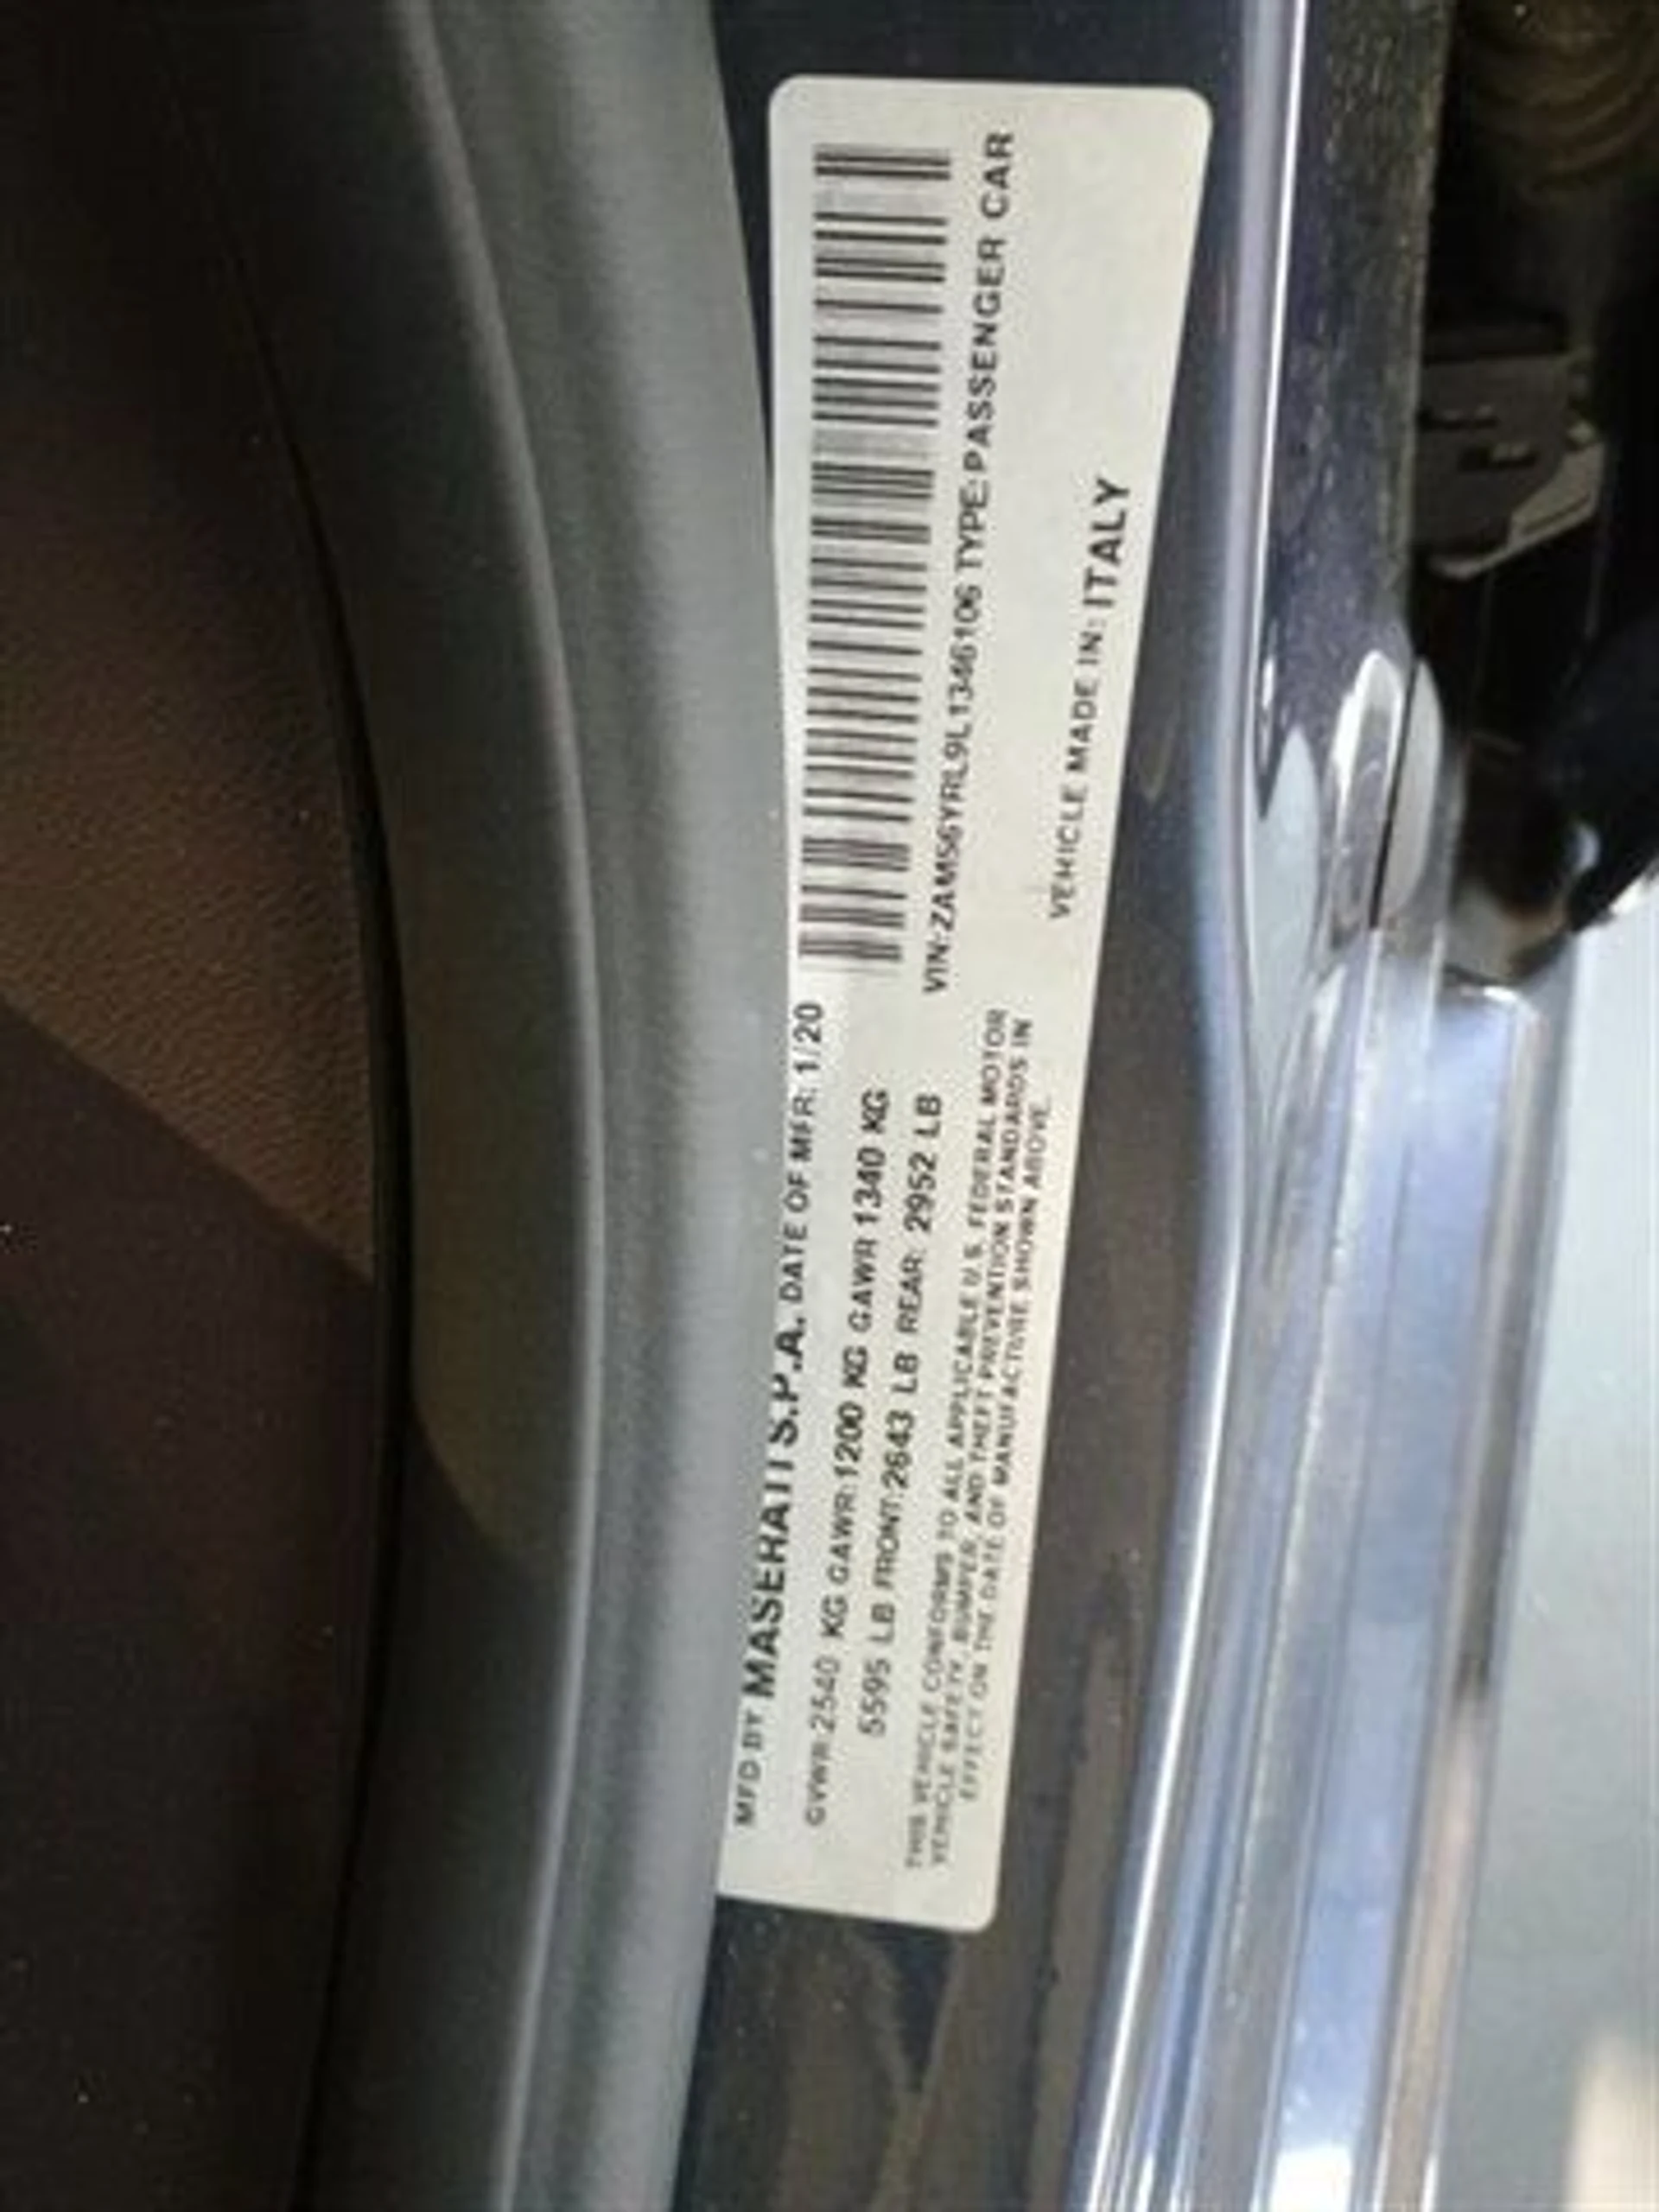 MFD BY MASERATI S.P.A. DATE OF MFR: 1/20
GVWR:2540 KG GAWR:1200 KG GAWR 1340 KG
5595 LB FRONT:2643 LB REAR: 2952 LB
THIS VEHICLE CONFORMS TO ALL APPLICABLE U.S. FEDERAL MOTOR
VEHICLE SAFETY, BUMPER, AND THEFT PREVENTION STANDARDS IN
EFFECT ON THE DATE OF MANUFACTURE SHOWN ABOVE.
VIN:ZAM56YRL9L1346106 TYPE:PASSENGER CAR
VEHICLE MADE IN: ITALY